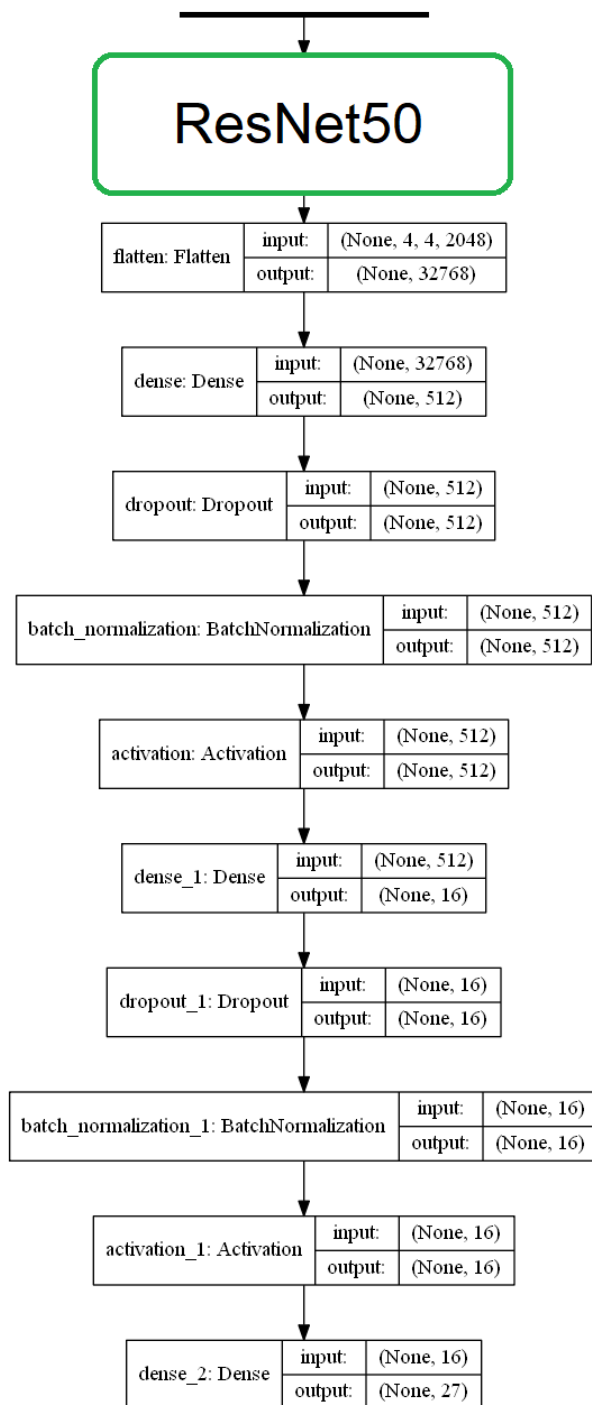 ResNet50
flatten: Flatten
input: (None, 4, 4, 2048)
output: (None, 32768)
dense: Dense
input: (None, 32768)
output: (None, 512)
dropout: Dropout
input: (None, 512)
output: (None, 512)
batch_normalization: BatchNormalization
input: (None, 512)
output: (None, 512)
activation: Activation
input: (None, 512)
output: (None, 512)
dense_1: Dense
input: (None, 512)
output: (None, 16)
dropout_1: Dropout
input: (None, 16)
output: (None, 16)
batch_normalization_1: BatchNormalization
input: (None, 16)
output: (None, 16)
activation_1: Activation
input: (None, 16)
output: (None, 16)
dense_2: Dense
input: (None, 16)
output: (None, 27)